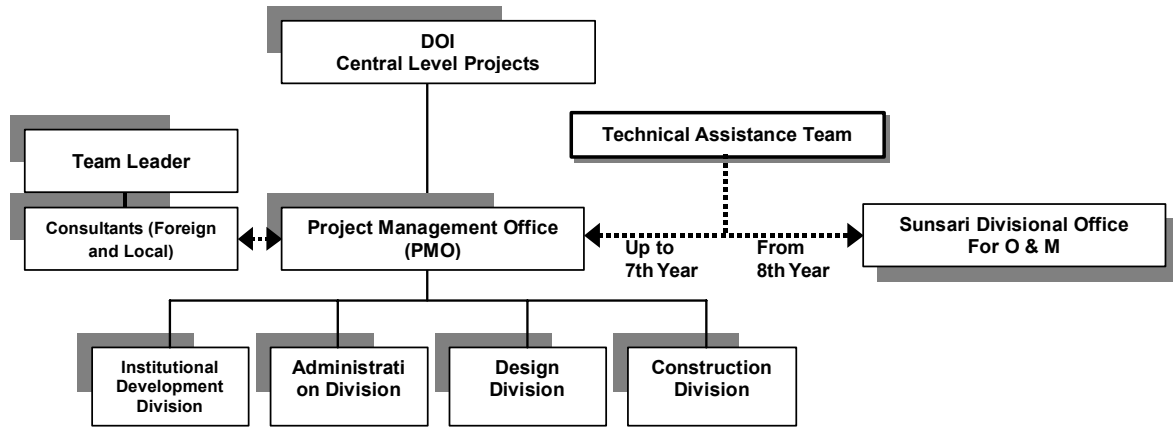 DOI
Central Level Projects
Technical Assistance Team
Team Leader
Consultants (Foreign
and Local)
Project Management Office
(PMO)
Up to
7th Year
From
8th Year
Sunsari Divisional Office
For O & M
Institutional
Development
Division
Administrati
on Division
Design
Division
Construction
Division